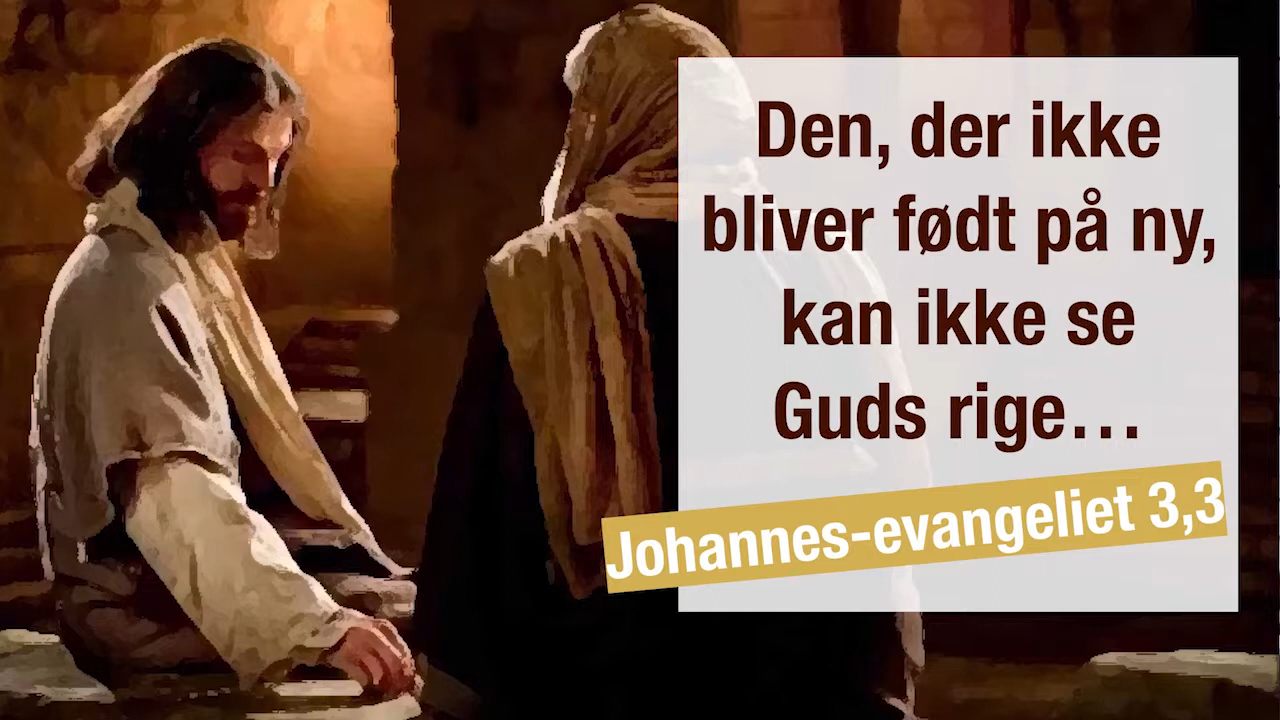 Den, der ikke
bliver født på ny,
kan ikke se
Guds rige…
Johannes-evangeliet 3,3